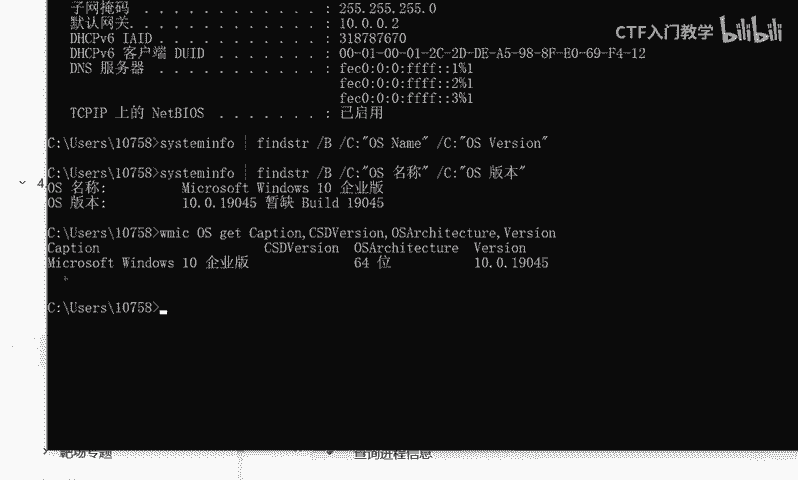 子网掩码 . . . . . . . . . . . . : 255.255.255.0
默认网关. . . . . . . . . . . . . : 10.0.0.2
DHCPv6 IAID . . . . . . . . . . . : 318787670
DHCPv6 客户端 DUID . . . . . . . : 00-01-00-01-2C-2D-DE-A5-98-8F-E0-69-F4-12
DNS 服务器 . . . . . . . . . . . : fec0:0:0:ffff::1%1
fec0:0:0:ffff::2%1
fec0:0:0:ffff::3%1
TCPIP 上的 NetBIOS . . . . . . . : 已启用
CTF入门教学 bilibili
C:\Users\10758>systeminfo | findstr /B /C:"OS Name" /C:"OS Version"
C:\Users\10758>systeminfo | findstr /B /C:"OS 名称" /C:"OS 版本"
4
OS 名称: Microsoft Windows 10 企业版
OS 版本: 10.0.19045 暂缺 Build 19045
C:\Users\10758>wmic OS get Caption,CSDVersion,OSArchitecture,Version
Caption CSDVersion OSArchitecture Version
Microsoft Windows 10 企业版 64 位 10.0.19045
C:\Users\10758>
靶场专题
查询进程信息